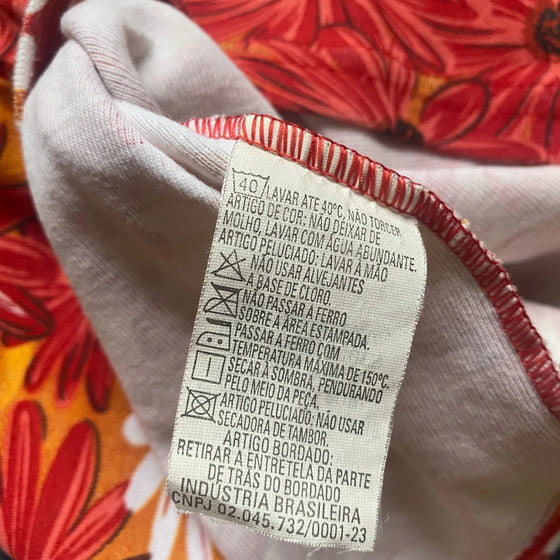 40 LAVAR ATÉ 40°C, NÃO TORCER
ARTIGO DE COR: NÃO DEIXAR DE
MOLHO, LAVAR COM ÁGUA ABUNDANTE.
ARTIGO PELUCIADO: LAVAR À MÃO
NÃO USAR ALVEJANTES
À BASE DE CLORO.
NÃO PASSAR À FERRO
SOBRE A ÁREA ESTAMPADA.
PASSAR À FERRO COM
TEMPERATURA MÁXIMA DE 150°C.
SECAR À SOMBRA, PENDURANDO
PELO MEIO DA PEÇA.
ARTIGO PELUCIADO: NÃO USAR
SECADORA DE TAMBOR.
ARTIGO BORDADO:
RETIRAR A ENTRETELA DA PARTE
DE TRÁS DO BORDADO
INDÚSTRIA BRASILEIRA
CNPJ 02.045.732/0001-23